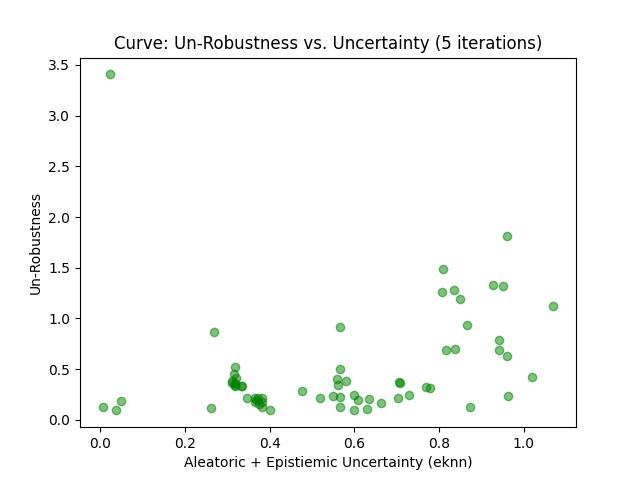 Curve: Un-Robustness vs. Uncertainty (5 iterations)
3.5
3.0
2.5
2.0
1.5
1.0
0.5
0.0
Un-Robustness
0.0 0.2 0.4 0.6 0.8 1.0
Aleatoric + Epistiemic Uncertainty (eknn)